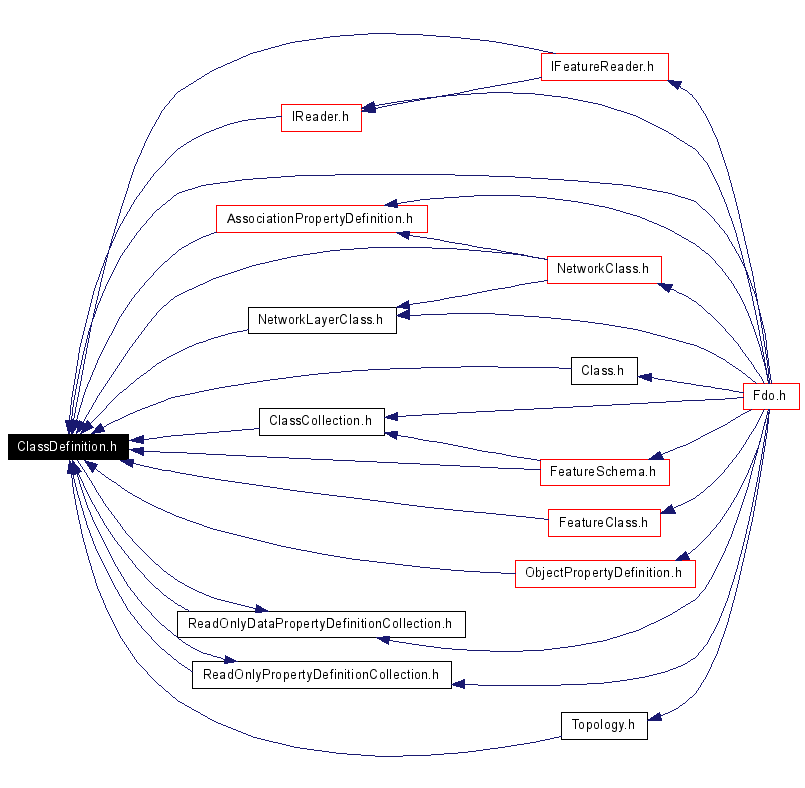 IFeatureReader.h
IReader.h
AssociationPropertyDefinition.h
NetworkClass.h
NetworkLayerClass.h
Class.h
Fdo.h
ClassCollection.h
ClassDefinition.h
FeatureSchema.h
FeatureClass.h
ObjectPropertyDefinition.h
ReadOnlyDataPropertyDefinitionCollection.h
ReadOnlyPropertyDefinitionCollection.h
Topology.h